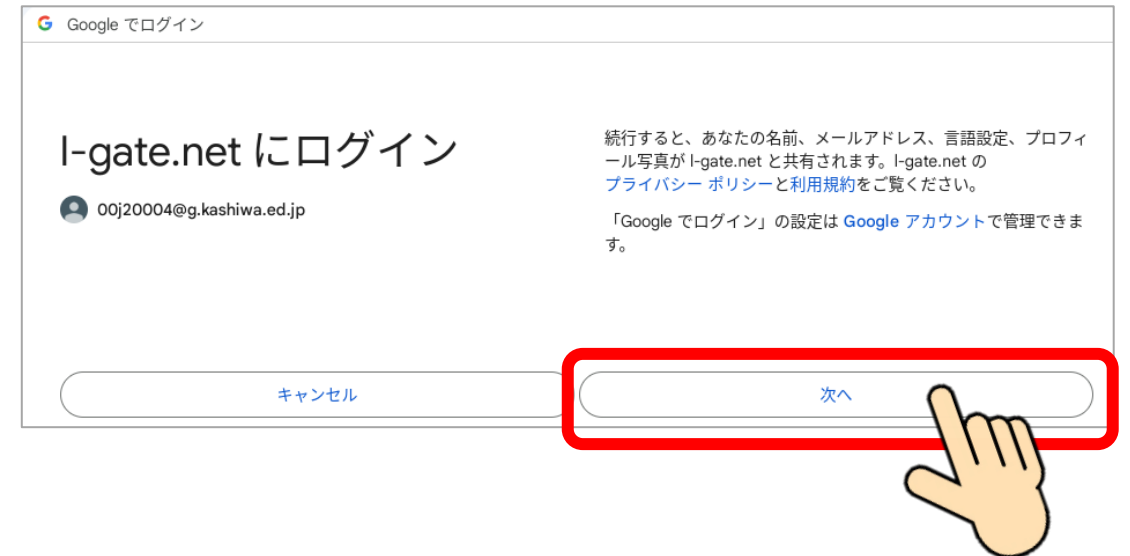 Google でログイン
l-gate.net にログイン
00j20004@g.kashiwa.ed.jp
続行すると、あなたの名前、メールアドレス、言語設定、プロフィ
ール写真が l-gate.net と共有されます。l-gate.net の
プライバシー ポリシーと利用規約をご覧ください。
「Google でログイン」の設定は Google アカウントで管理できま
す。
キャンセル
次へ